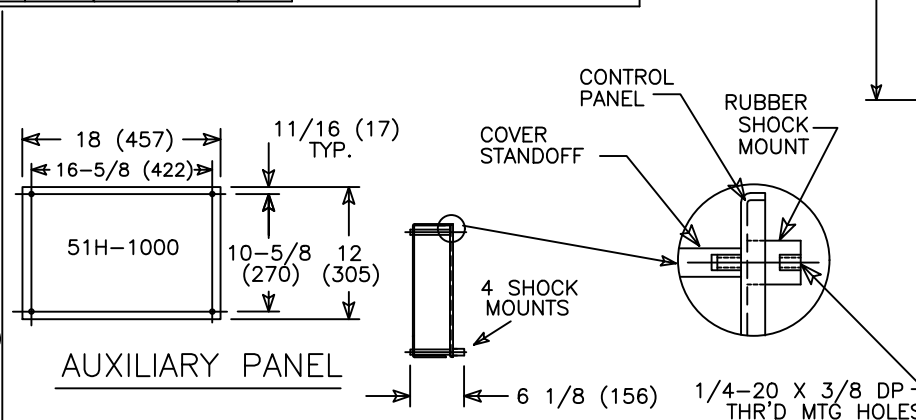 18 (457)
16-5/8 (422)
11/16 (17)
TYP.
51H-1000
10-5/8
(270)
12
(305)
AUXILIARY PANEL
4 SHOCK
MOUNTS
6 1/8 (156)
COVER
STANDOFF
CONTROL
PANEL
RUBBER
SHOCK
MOUNT
1/4-20 X 3/8 DP
THR'D MTG HOLES